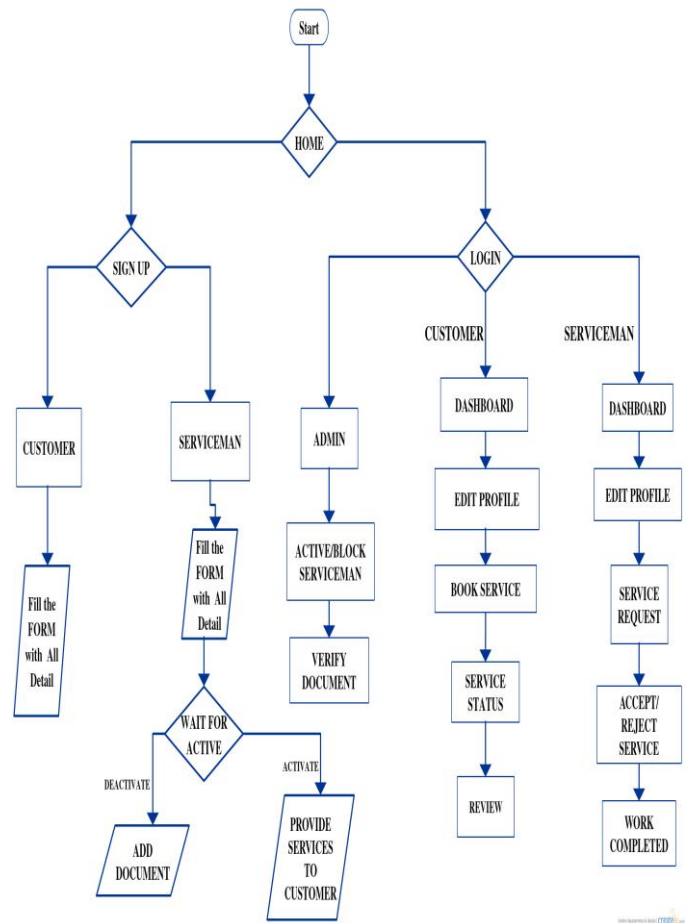 Start
HOME
SIGN UP
LOGIN
CUSTOMER
SERVICEMAN
CUSTOMER
SERVICEMAN
ADMIN
DASHBOARD
DASHBOARD
EDIT PROFILE
EDIT PROFILE
Fill the
FORM
with All
Detail
Fill the
FORM
with All
Detail
ACTIVE/BLOCK
SERVICEMAN
BOOK SERVICE
SERVICE
REQUEST
VERIFY
DOCUMENT
SERVICE
STATUS
ACCEPT/
REJECT
SERVICE
WAIT FOR
ACTIVE
DEACTIVATE
ACTIVATE
ADD
DOCUMENT
PROVIDE
SERVICES
TO
CUSTOMER
REVIEW
WORK
COMPLETED